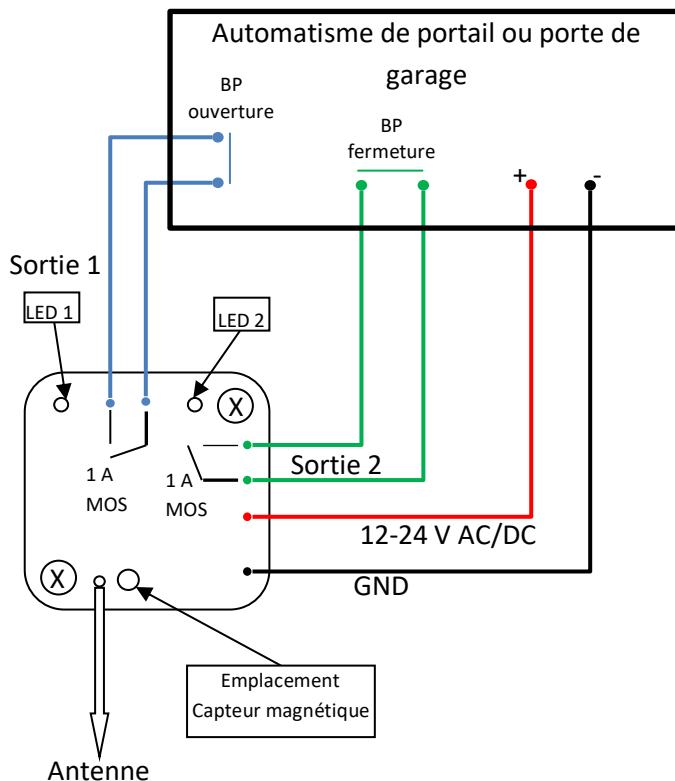 Automatisme de portail ou porte de
garage
BP
ouverture
BP
fermeture
+
-
Sortie 1
LED 1
LED 2
X
1 A
MOS
1 A
MOS
Sortie 2
12-24 V AC/DC
GND
X
Emplacement
Capteur magnétique
Antenne